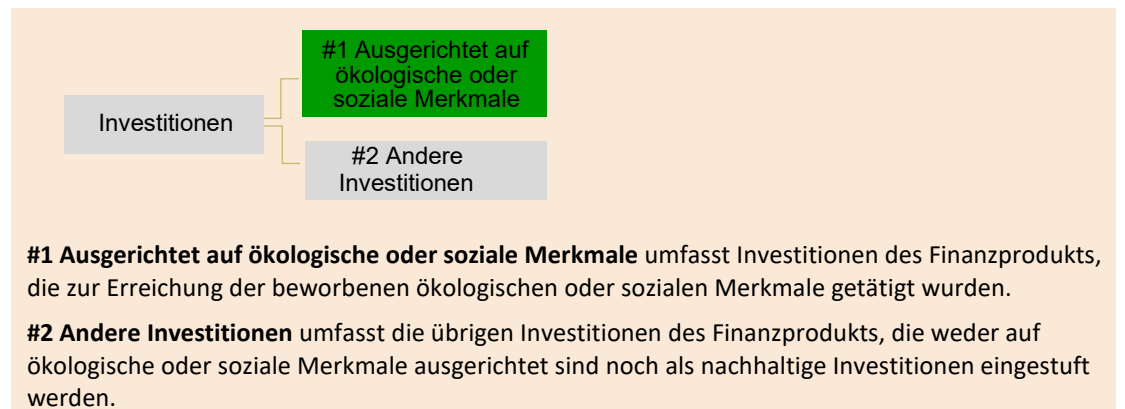 #1 Ausgerichtet auf
ökologische oder
soziale Merkmale
Investitionen
#2 Andere
Investitionen
#1 Ausgerichtet auf ökologische oder soziale Merkmale umfasst Investitionen des Finanzprodukts,
die zur Erreichung der beworbenen ökologischen oder sozialen Merkmale getätigt wurden.
#2 Andere Investitionen umfasst die übrigen Investitionen des Finanzprodukts, die weder auf
ökologische oder soziale Merkmale ausgerichtet sind noch als nachhaltige Investitionen eingestuft
werden.